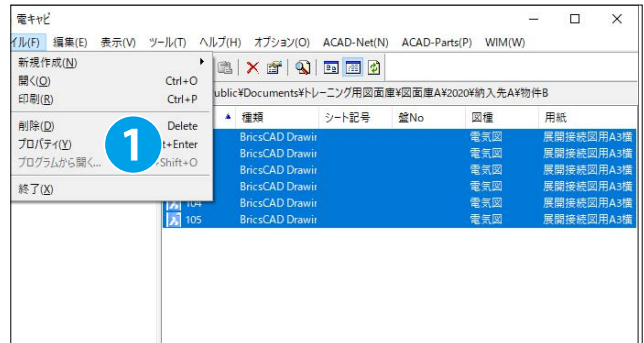 電キャビ
イル(F) 編集(E) 表示(V) ツール(T) ヘルプ(H) オプション(O) ACAD-Net(N) ACAD-Parts(P) WIM(W)
新規作成(N)
開く(O) Ctrl+O
印刷(R) Ctrl+P
削除(D) Delete
プロパティ(Y) t+Enter
プログラムから開く... Shift+O
終了(X)
1
ublic¥Documents¥トレーニング用図面庫¥図面庫A¥2020¥納入先A¥物件B
種類 シート記号 盤No 図種 用紙
BricsCAD Drawir 電気図 展開接続図用A3横
BricsCAD Drawir 電気図 展開接続図用A3横
BricsCAD Drawir 電気図 展開接続図用A3横
BricsCAD Drawir 電気図 展開接続図用A3横
104 BricsCAD Drawir 電気図 展開接続図用A3横
105 BricsCAD Drawir 電気図 展開接続図用A3横